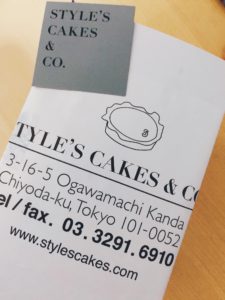 STYLE'S
CAKES
&
CO.
TYLE'S CAKES & CO
3-16-5 Ogawamachi Kanda
Chiyoda-ku, Tokyo 101-0052
el / fax. 03. 3291. 6910
www.stylescakes.com